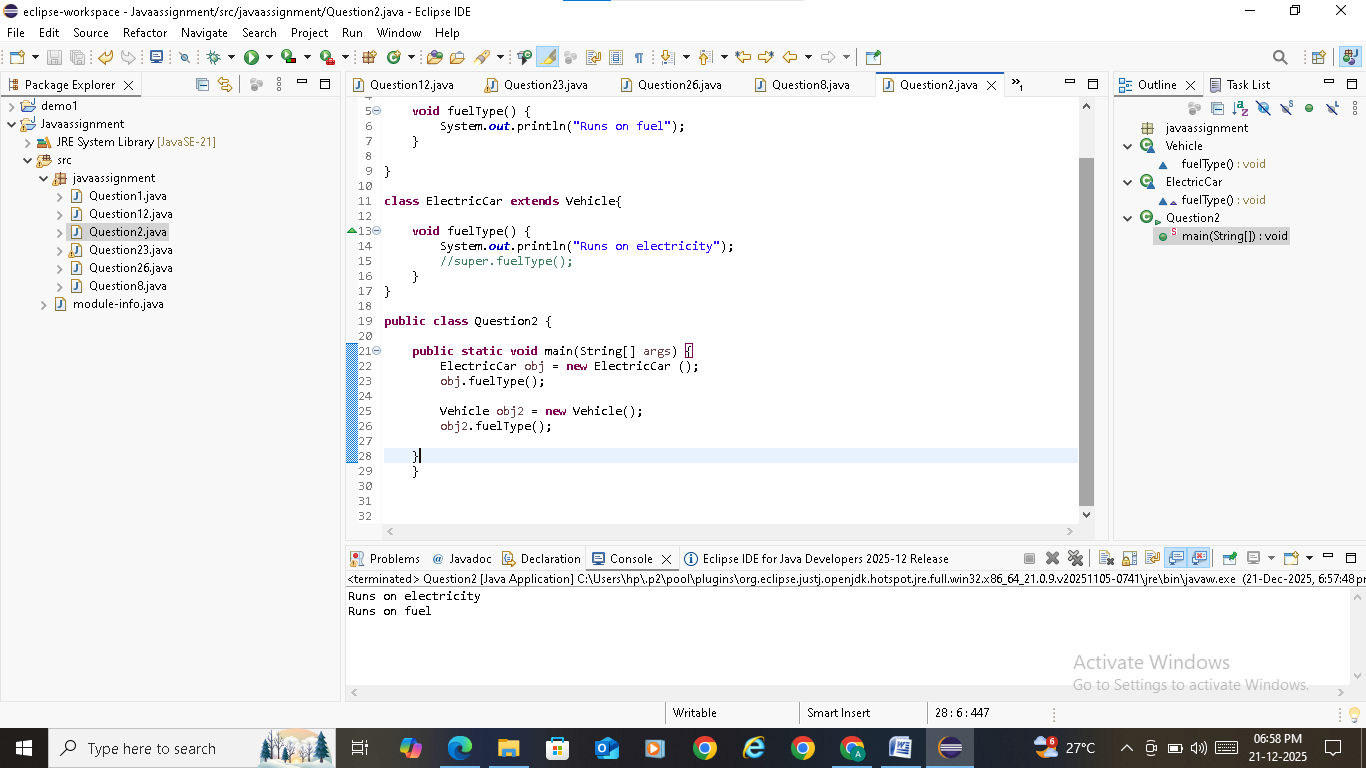 eclipse-workspace - Javaassignment/src/javaassignment/Question2.java - Eclipse IDE
File Edit Source Refactor Navigate Search Project Run Window Help
Package Explorer
demo1
Javaassignment
JRE System Library [JavaSE-21]
src
javaassignment
Question1.java
Question12.java
Question2.java
Question23.java
Question26.java
Question8.java
module-info.java
Question12.java Question23.java Question26.java Question8.java Question2.java »1
5 void fuelType() {
6 System.out.println("Runs on fuel");
7 }
8
9 }
10
11 class ElectricCar extends Vehicle{
12
13 void fuelType() {
14 System.out.println("Runs on electricity");
15 //super.fuelType();
16 }
17 }
18
19 public class Question2 {
20
21 public static void main(String[] args) {
22 ElectricCar obj = new ElectricCar ();
23 obj.fuelType();
24
25 Vehicle obj2 = new Vehicle();
26 obj2.fuelType();
27
28 }
29 }
30
31
32
Outline Task List
javaassignment
Vehicle
fuelType() : void
ElectricCar
fuelType() : void
Question2
main(String[]) : void
Problems Javadoc Declaration Console Eclipse IDE for Java Developers 2025-12 Release
<terminated> Question2 [Java Application] C:\Users\hp\.p2\pool\plugins\org.eclipse.justj.openjdk.hotspot.jre.full.win32.x86_64_21.0.9.v20251105-0741\jre\bin\javaw.exe (21-Dec-2025, 6:57:48 pm
Runs on electricity
Runs on fuel
Activate Windows
Go to Settings to activate Windows.
Writable Smart Insert 28 : 6 : 447
Type here to search
6 27°C
06:58 PM
21-12-2025